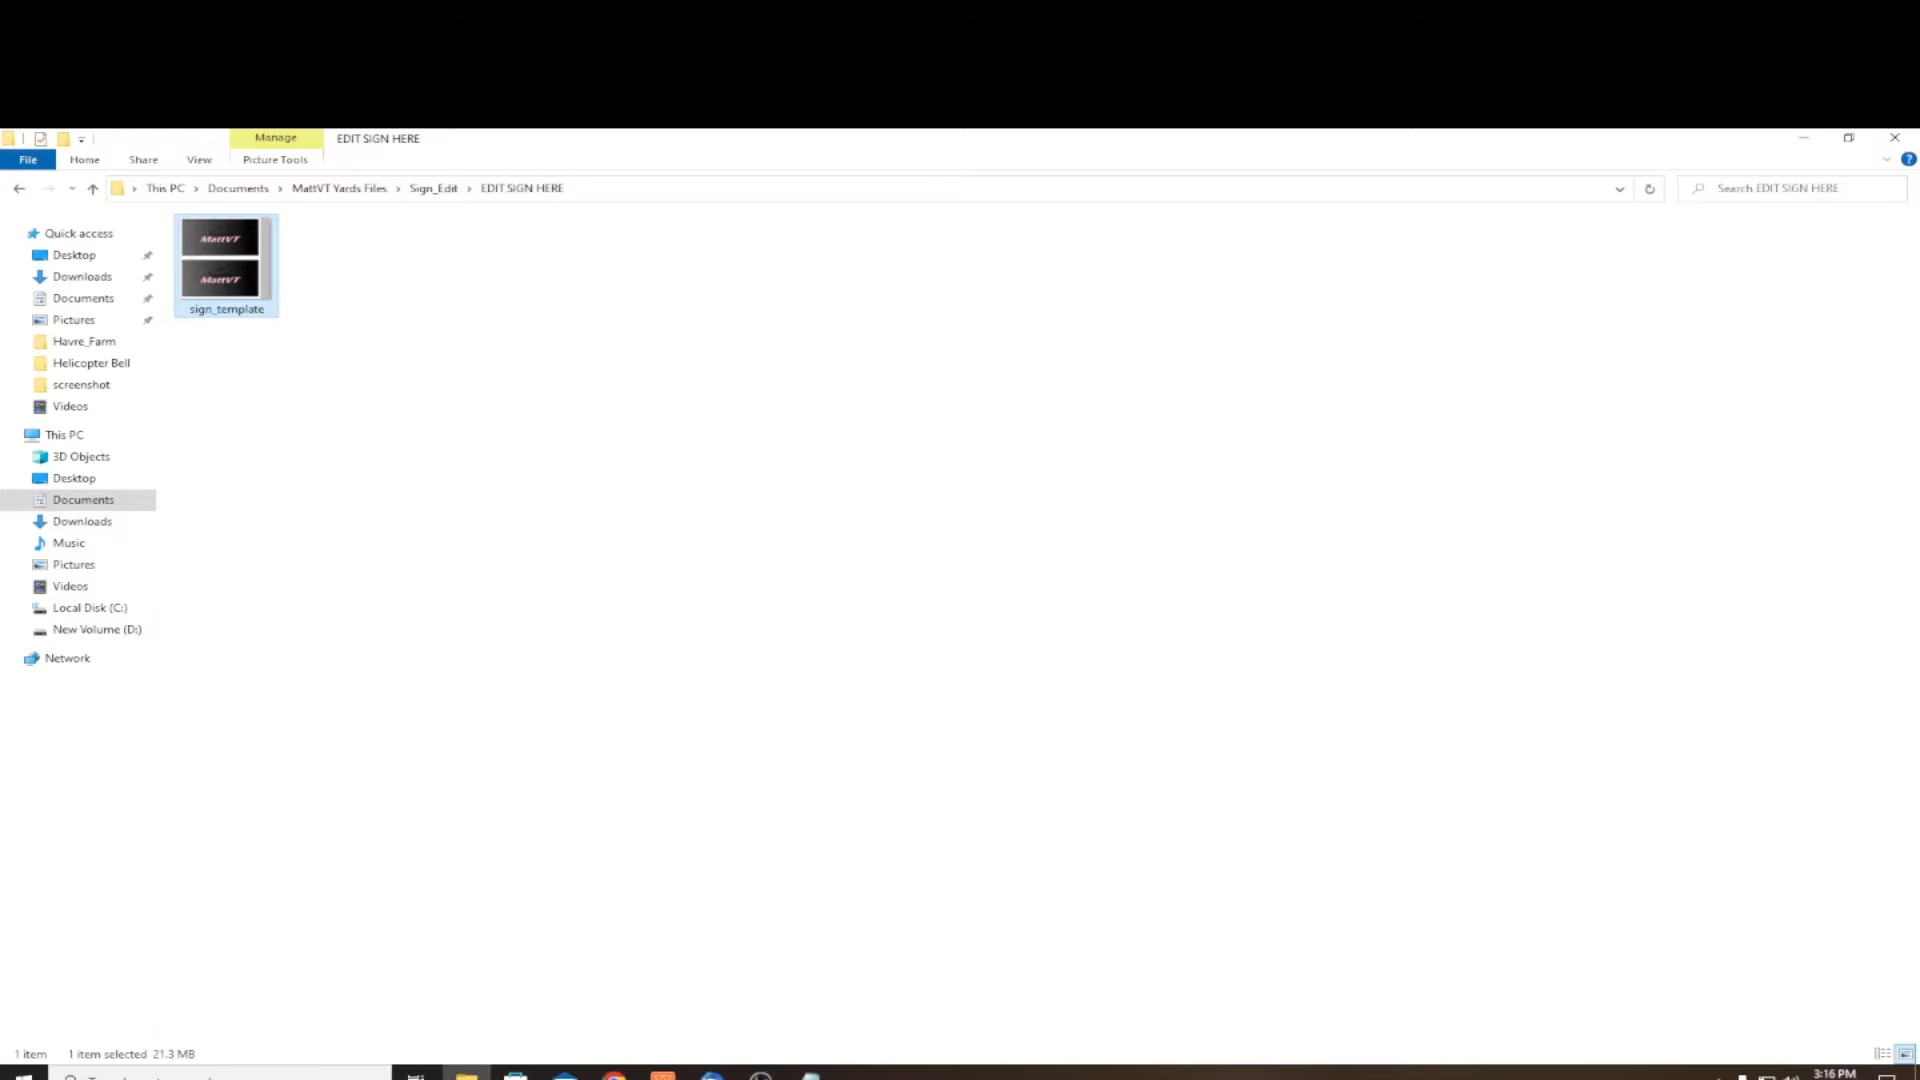 Manage
EDIT SIGN HERE
File
Home
Share
View
Picture Tools
This PC
Documents
MattVT Yards Files
Sign_Edit
EDIT SIGN HERE
Search EDIT SIGN HERE
Quick access
Desktop
Downloads
Documents
Pictures
Havre_Farm
Helicopter Bell
screenshot
Videos
This PC
3D Objects
Desktop
Documents
Downloads
Music
Pictures
Videos
Local Disk (C:)
New Volume (D:)
Network
MattVT
MattVT
sign_template
1 item
1 item selected 21.3 MB
3:16 PM